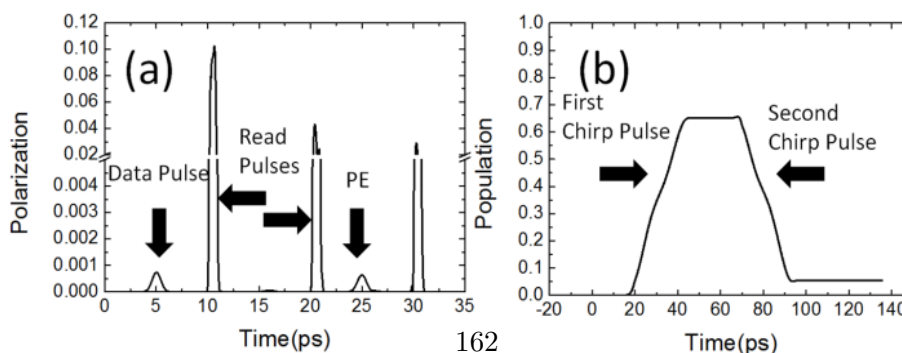 (a)
Polarization
0.12
0.10
0.08
0.06
0.04
0.02
0.004
0.003
0.002
0.001
0.000
Data Pulse
Read
Pulses
PE
0 5 10 15 20 25 30 35
Time(ps)
(b)
Population
1.0
0.9
0.8
0.7
0.6
0.5
0.4
0.3
0.2
0.1
0.0
First
Chirp Pulse
Second
Chirp Pulse
-20 0 20 40 60 80 100 120 140
Time(ps)
162